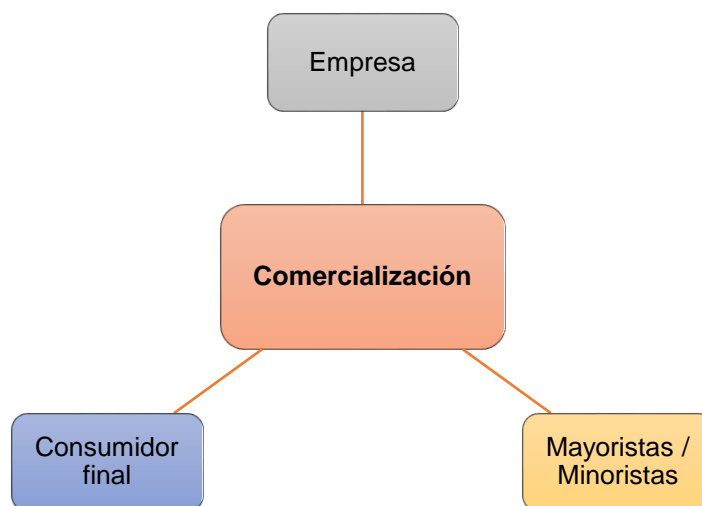 Empresa
Comercialización
Consumidor
final
Mayoristas /
Minoristas